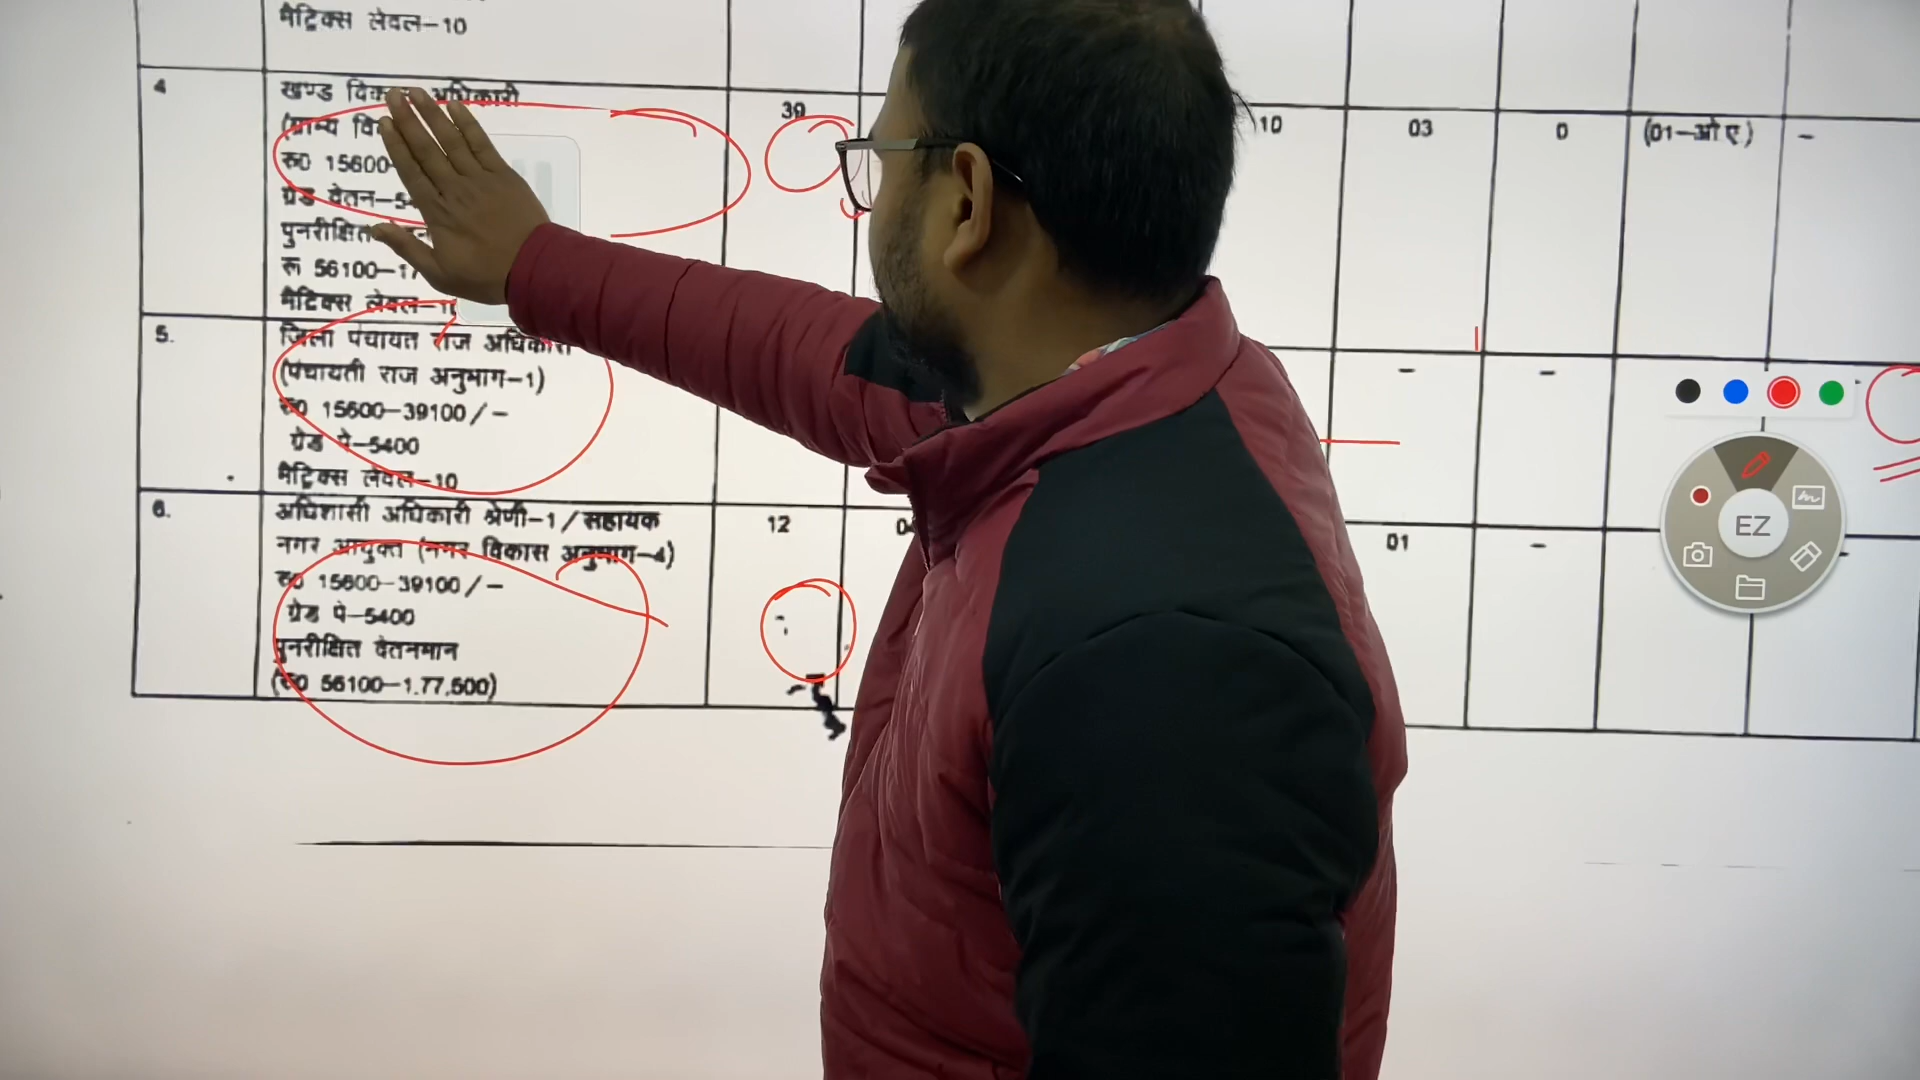 मैट्रिक्स लेवल-10
4
खण्ड अधिकारी
39
10
03
0
(01-ओ ए)
-
(ग्राम्य
रू0 15600-
ग्रेड वेतन-
पुनरीक्षित
रू 56100-
मैट्रिक्स लेवल-
5.
जिला पंचायत राज अधिकारी
-
-
(पंचायती राज अनुभाग-1)
रू0 15600-39100/-
ग्रेड पे-5400
मैट्रिक्स लेवल-10
6.
अधिशासी अधिकारी श्रेणी-1/सहायक
12
01
-
नगर आयुक्त (नगर विकास अनुभाग-4)
रू0 15600-39100/-
ग्रेड पे-5400
पुनरीक्षित वेतनमान
(रू0 56100-1.77,500)
EZ